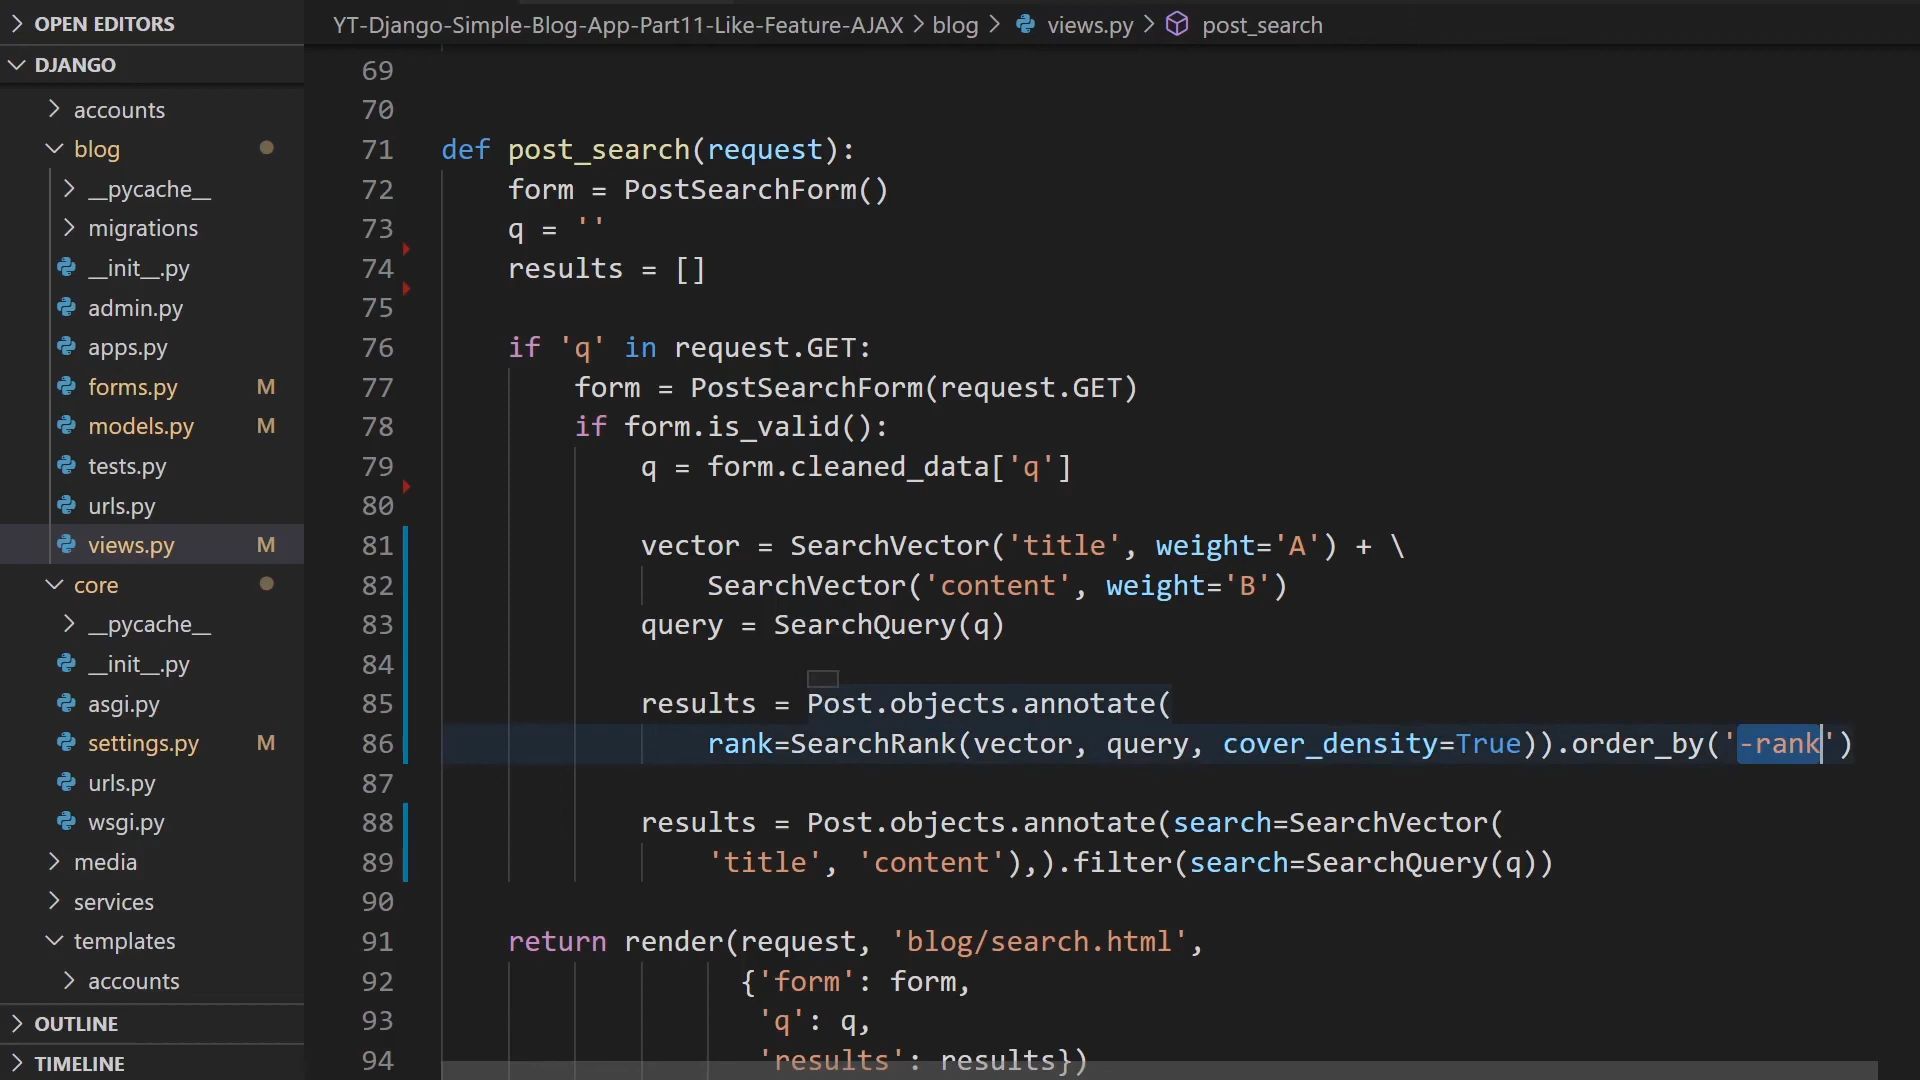 OPEN EDITORS
DJANGO
accounts
blog
__pycache__
migrations
__init__.py
admin.py
apps.py
forms.py M
models.py M
tests.py
urls.py
views.py M
core
__pycache__
__init__.py
asgi.py
settings.py M
urls.py
wsgi.py
media
services
templates
accounts
OUTLINE
TIMELINE
YT-Django-Simple-Blog-App-Part11-Like-Feature-AJAX > blog > views.py > post_search
69
70
71 def post_search(request):
72 form = PostSearchForm()
73 q = ''
74 results = []
75
76 if 'q' in request.GET:
77 form = PostSearchForm(request.GET)
78 if form.is_valid():
79 q = form.cleaned_data['q']
80
81 vector = SearchVector('title', weight='A') + \
82 SearchVector('content', weight='B')
83 query = SearchQuery(q)
84
85 results = Post.objects.annotate(
86 rank=SearchRank(vector, query, cover_density=True)).order_by('-rank')
87
88 results = Post.objects.annotate(search=SearchVector(
89 'title', 'content'),).filter(search=SearchQuery(q))
90
91 return render(request, 'blog/search.html',
92 {'form': form,
93 'q': q,
94 'results': results})